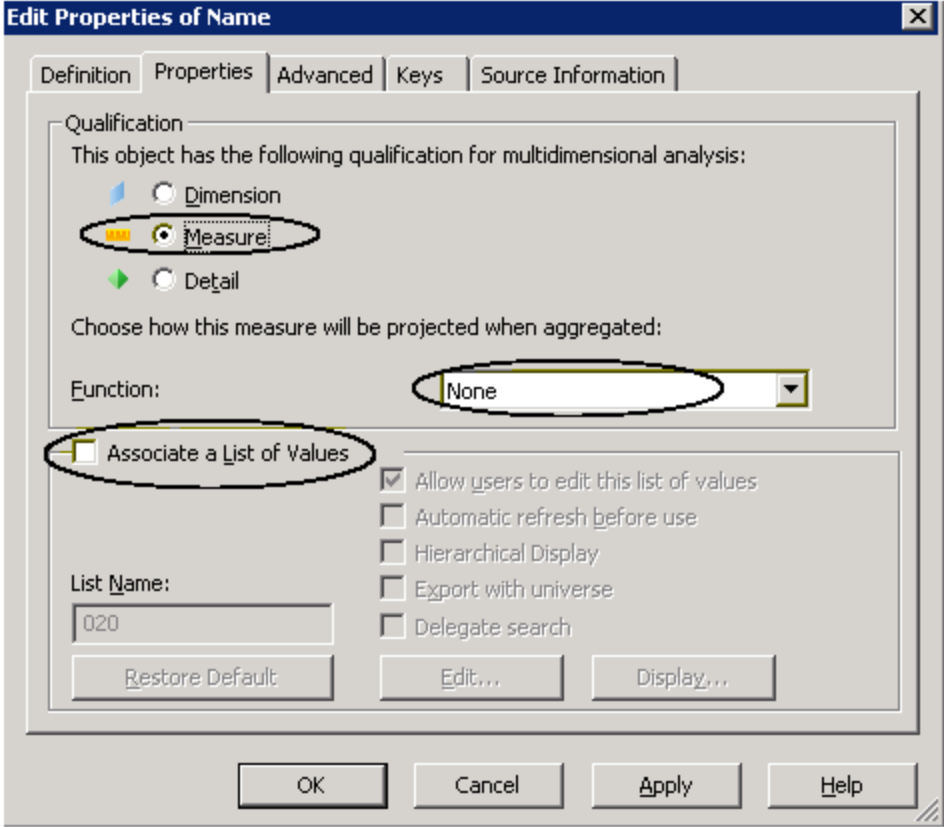 Edit Properties of Name
Definition Properties Advanced Keys Source Information
Qualification
This object has the following qualification for multidimensional analysis:
Dimension
Measure
Detail
Choose how this measure will be projected when aggregated:
Function: None
Associate a List of Values
Allow users to edit this list of values
Automatic refresh before use
Hierarchical Display
List Name: Export with universe
020 Delegate search
Restore Default Edit... Display...
OK Cancel Apply Help